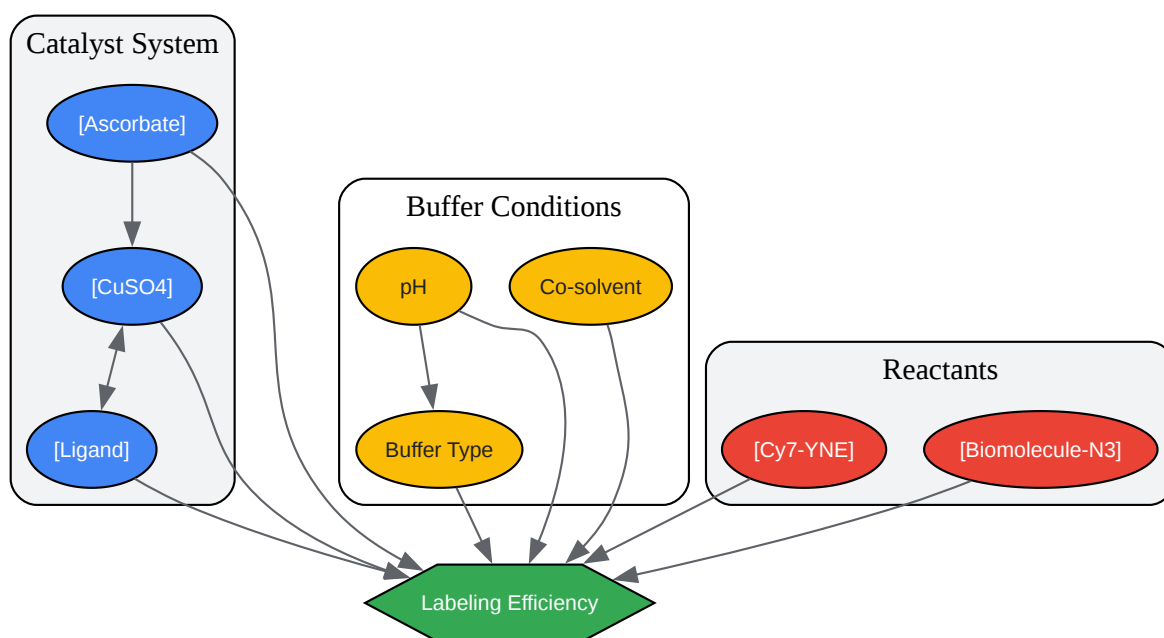 Catalyst System
[Ascorbate]
[CuSO4]
[Ligand]
Buffer Conditions
pH
Co-solvent
Buffer Type
Reactants
[Cy7-YNE]
[Biomolecule-N3]
Labeling Efficiency